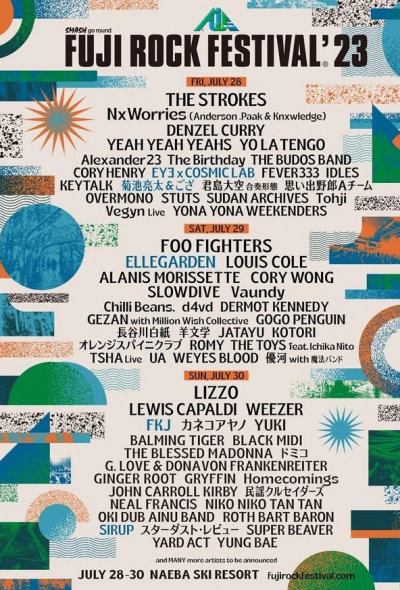 SMASH go round
FUJI ROCK FESTIVAL'® 23
FRI, JULY 28
THE STROKES
NxWorries (Anderson .Paak & Knxwledge)
DENZEL CURRY
YEAH YEAH YEAHS YO LA TENGO
Alexander 23 The Birthday THE BUDOS BAND
CORY HENRY EY3 x COSMIC LAB FEVER333 IDLES
KEYTALK 菊池亮太&ござ 君島大空 合奏形態 思い出野郎Aチーム
OVERMONO STUTS SUDAN ARCHIVES Tohji
Vegyn Live YONA YONA WEEKENDERS
SAT, JULY 29
FOO FIGHTERS
ELLEGARDEN LOUIS COLE
ALANIS MORISSETTE CORY WONG
SLOWDIVE Vaundy
Chilli Beans. d4vd DERMOT KENNEDY
GEZAN with Million Wish Collective GOGO PENGUIN
長谷川白紙 羊文学 JATAYU KOTORI
オレンジスパイニクラブ ROMY THE TOYS feat. Ichika Nito
TSHA Live UA WEYES BLOOD 優河 with 魔法バンド
SUN, JULY 30
LIZZO
LEWIS CAPALDI WEEZER
FKJ カネコアヤノ YUKI
BALMING TIGER BLACK MIDI
THE BLESSED MADONNA ドミコ
G. LOVE & DONAVON FRANKENREITER
GINGER ROOT GRYFFIN Homecomings
JOHN CARROLL KIRBY 民謡クルセイダーズ
NEAL FRANCIS NIKO NIKO TAN TAN
OKI DUB AINU BAND ROTH BART BARON
SIRUP スターダスト・レビュー SUPER BEAVER
YARD ACT YUNG BAE
and MANY more artists to be announced
JULY 28-30 NAEBA SKI RESORT fujirockfestival.com